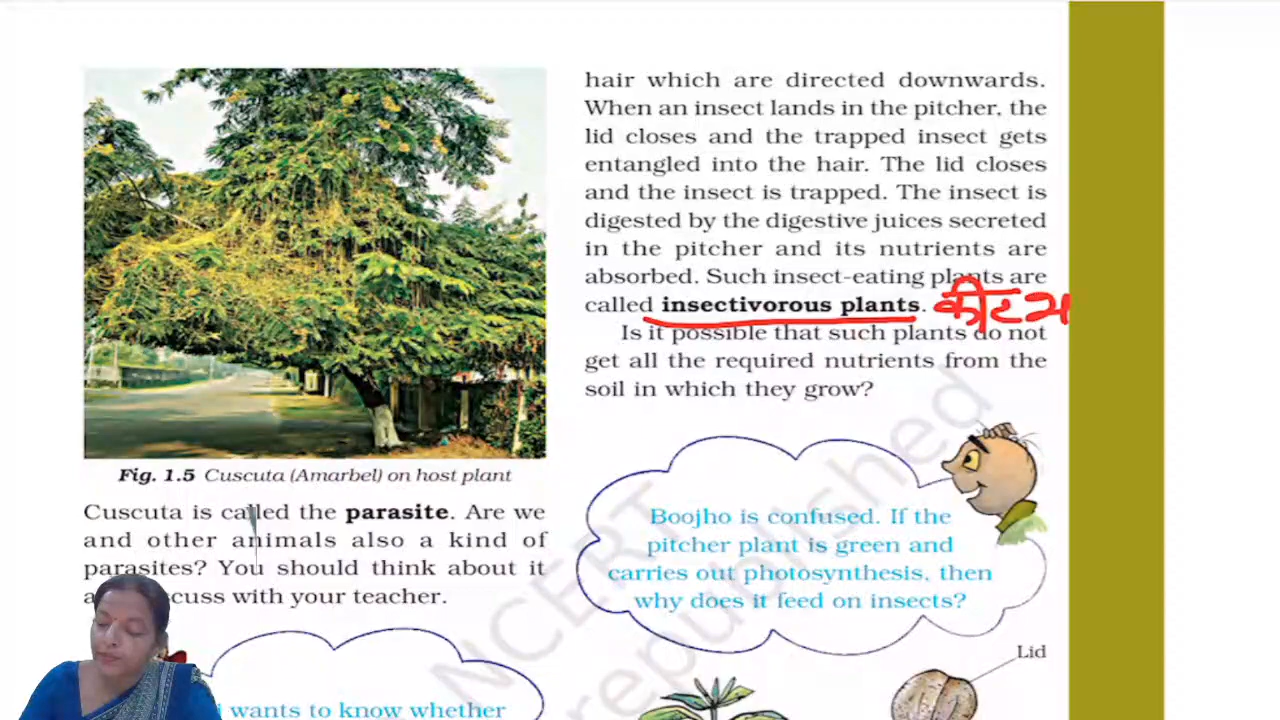 Fig. 1.5 Cuscuta (Amarbel) on host plant
Cuscuta is called the parasite. Are we
and other animals also a kind of
parasites? You should think about it
discuss with your teacher.
wants to know whether
hair which are directed downwards.
When an insect lands in the pitcher, the
lid closes and the trapped insect gets
entangled into the hair. The lid closes
and the insect is trapped. The insect is
digested by the digestive juices secreted
in the pitcher and its nutrients are
absorbed. Such insect-eating plants are
called insectivorous plants. कीट
Is it possible that such plants do not
get all the required nutrients from the
soil in which they grow?
Boojho is confused. If the
pitcher plant is green and
carries out photosynthesis, then
why does it feed on insects?
Lid
NCERT
republished